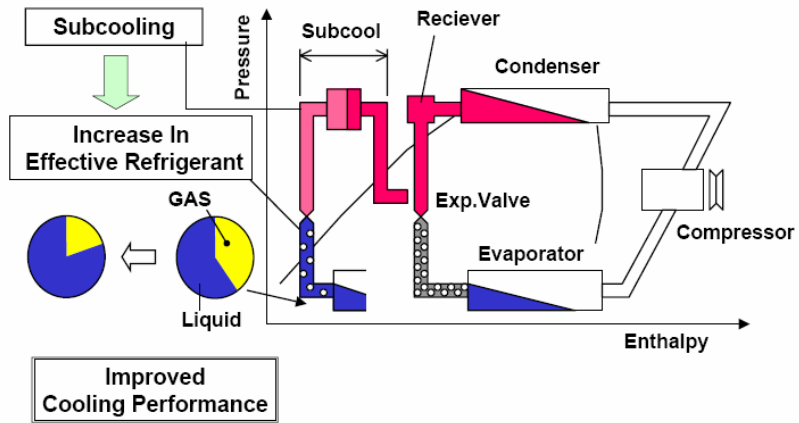 Subcooling
Pressure
Subcool
Reciever
Condenser
Increase In
Effective Refrigerant
GAS
Exp.Valve
Compressor
Evaporator
Liquid
Enthalpy
Improved
Cooling Performance